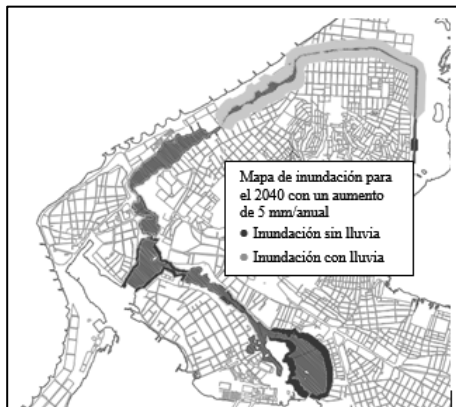 Mapa de inundación para
el 2040 con un aumento
de 5 mm/anual
Inundación sin lluvia
Inundación con lluvia